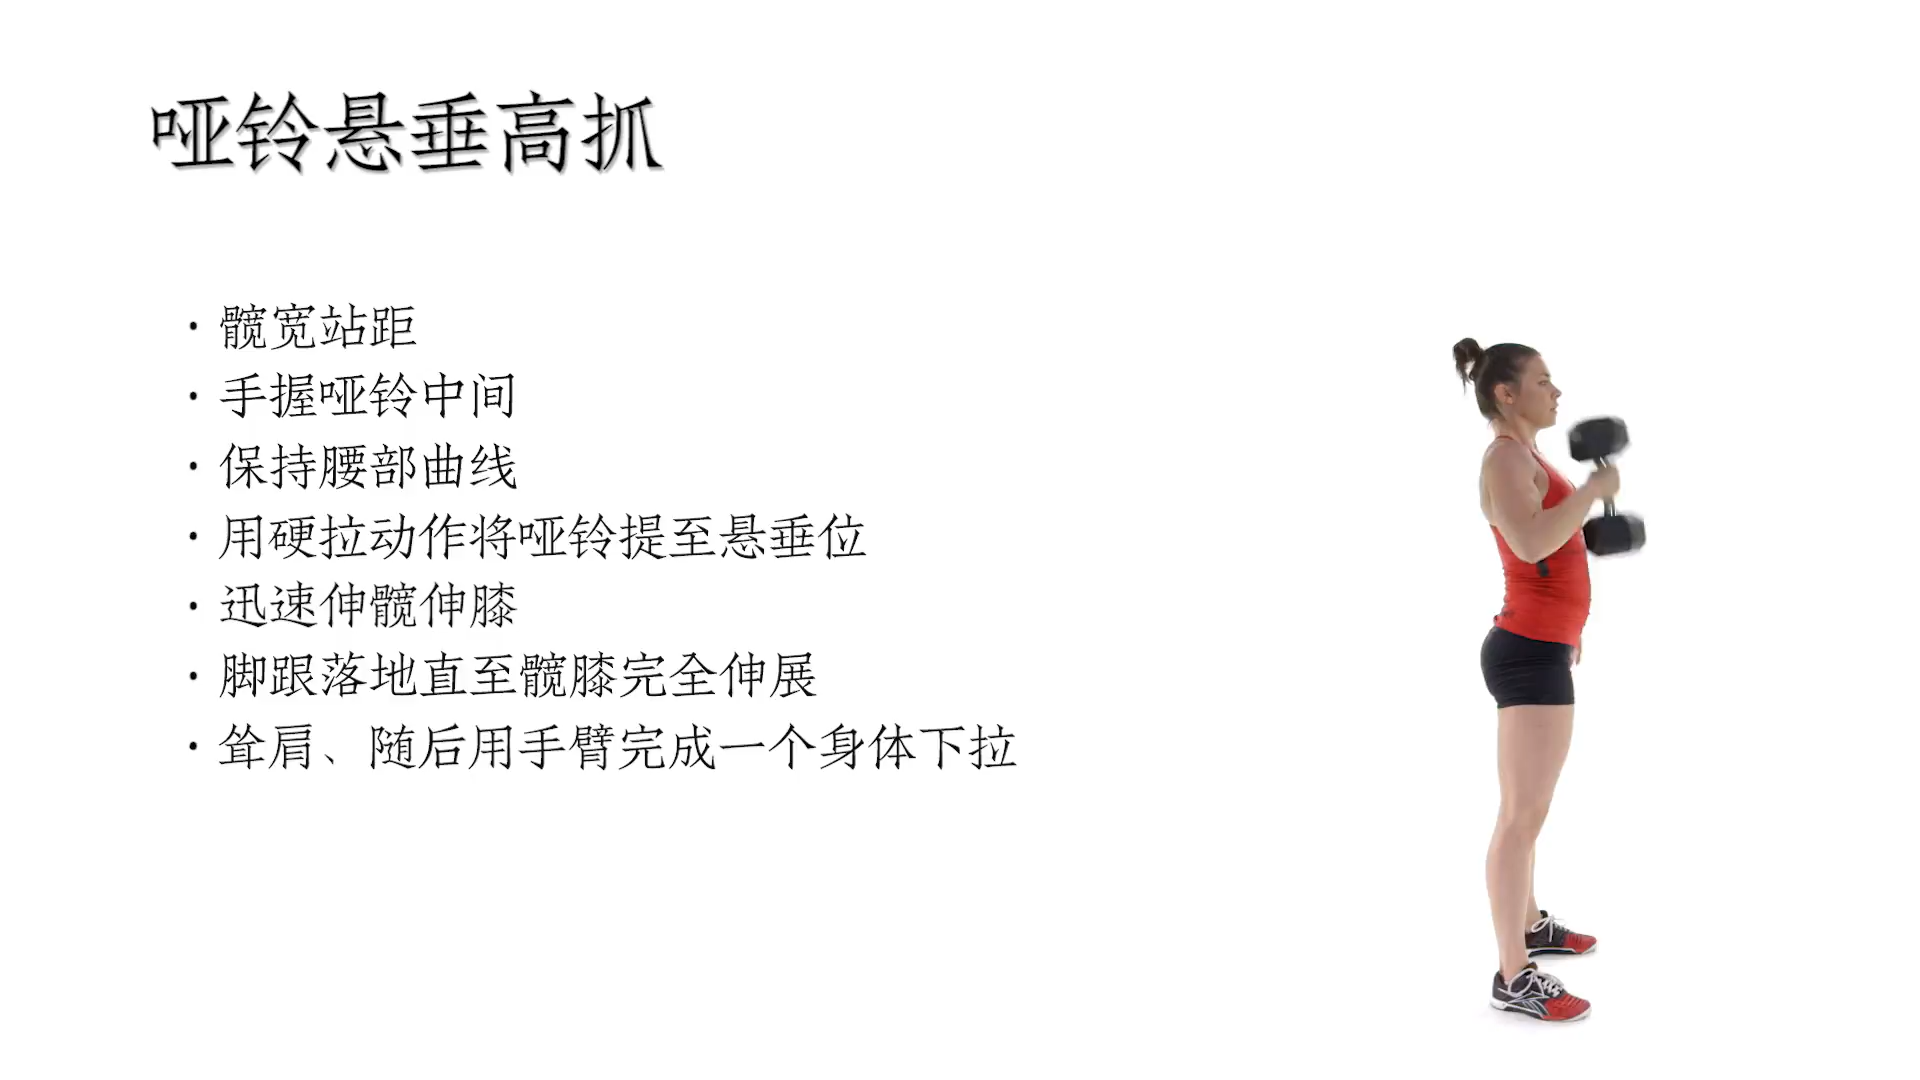 哑铃悬垂高抓
· 髋宽站距
· 手握哑铃中间
· 保持腰部曲线
· 用硬拉动作将哑铃提至悬垂位
· 迅速伸髋伸膝
· 脚跟落地直至髋膝完全伸展
· 耸肩、随后用手臂完成一个身体下拉